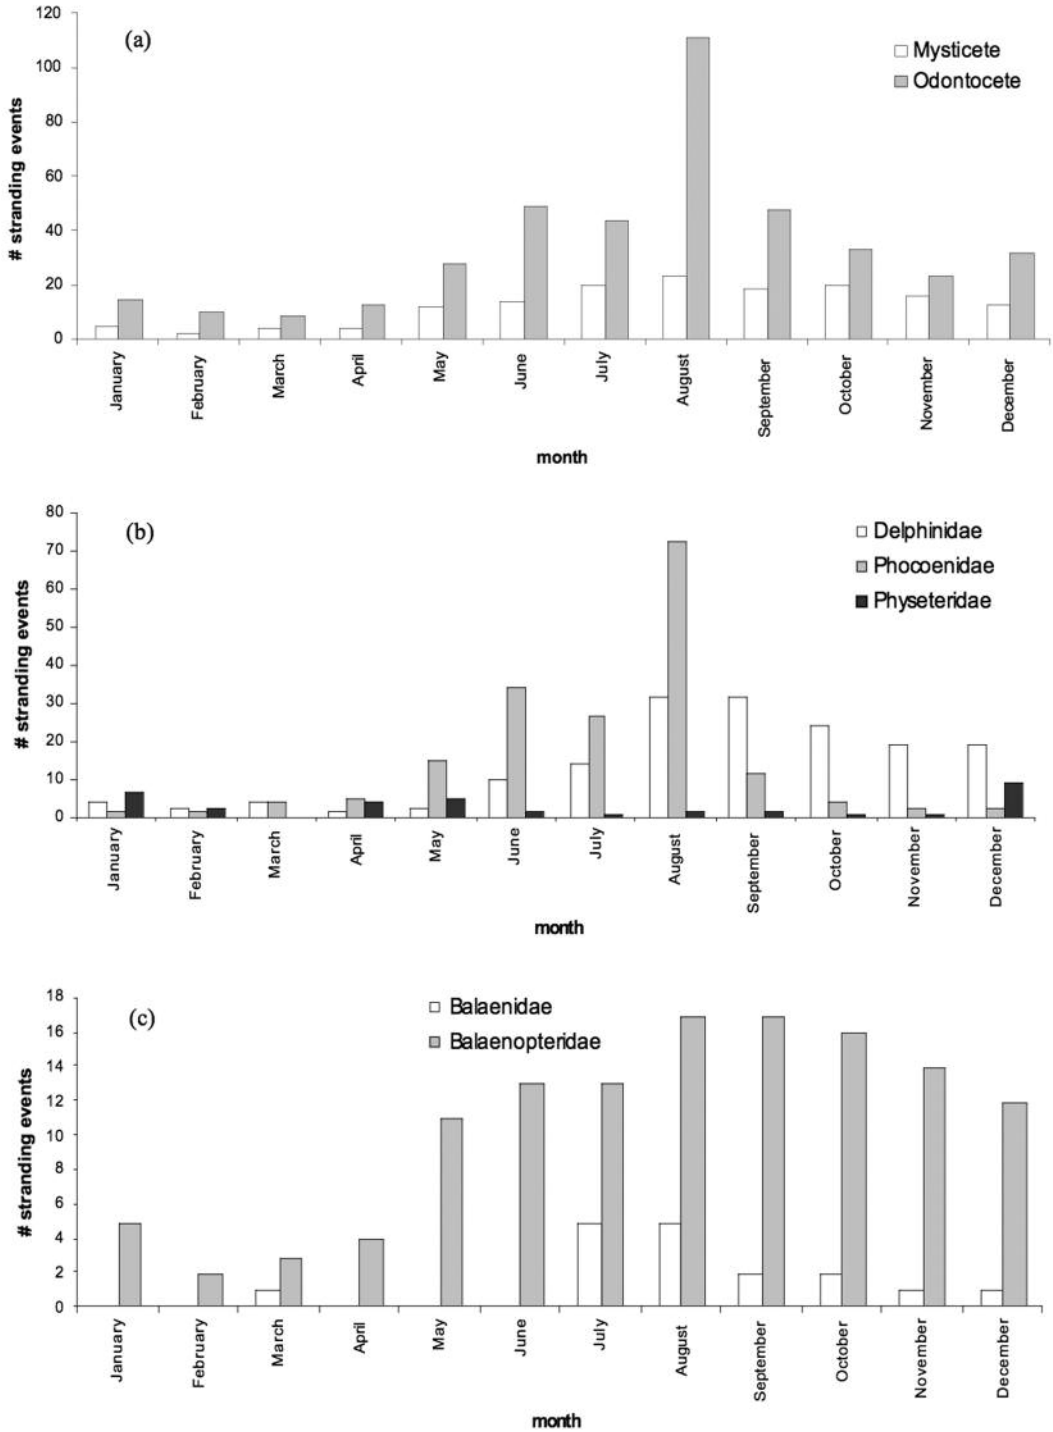 120
(a)
Mysticete
100
Odontocete
80
60
40
20
0
# stranding events
January
February
March
April
May
June
July
August
September
October
November
December
month
80
(b)
Delphinidae
70
Phocoenidae
60
Physeteridae
50
40
30
20
10
0
# stranding events
January
February
March
April
May
June
July
August
September
October
November
December
month
18
(c)
Balaenidae
16
Balaenopteridae
14
12
10
8
6
4
2
0
# stranding events
January
February
March
April
May
June
July
August
September
October
November
December
month